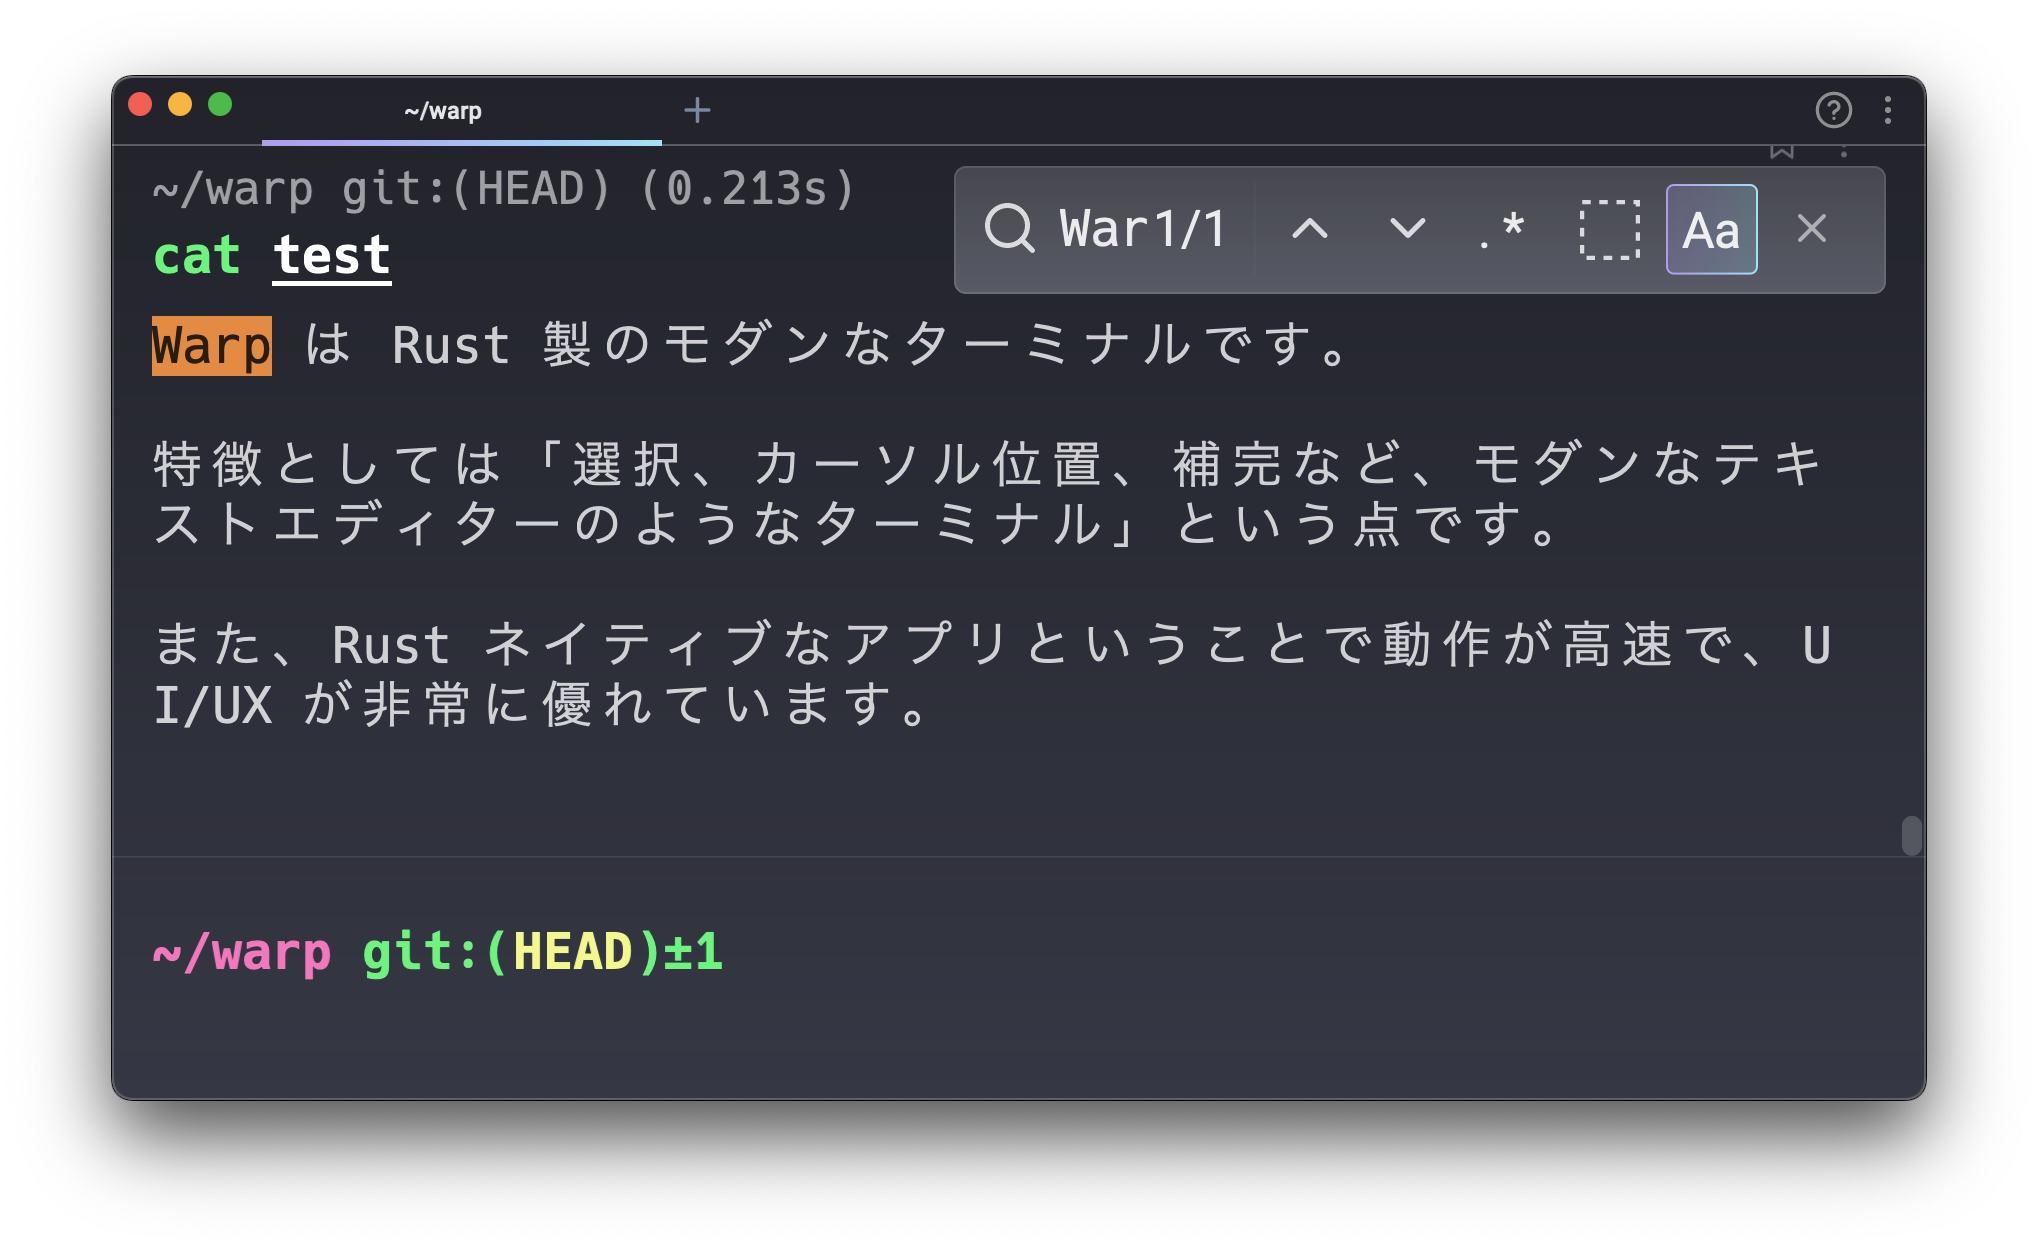 ~/warp
~/warp git:(HEAD) (0.213s)
War 1/1 .* Aa
cat test
Warp は Rust 製のモダンなターミナルです。
特徴としては「選択、カーソル位置、補完など、モダンなテキ
ストエディターのようなターミナル」という点です。
また、Rust ネイティブなアプリということで動作が高速で、U
I/UX が非常に優れています。
~/warp git:(HEAD)±1